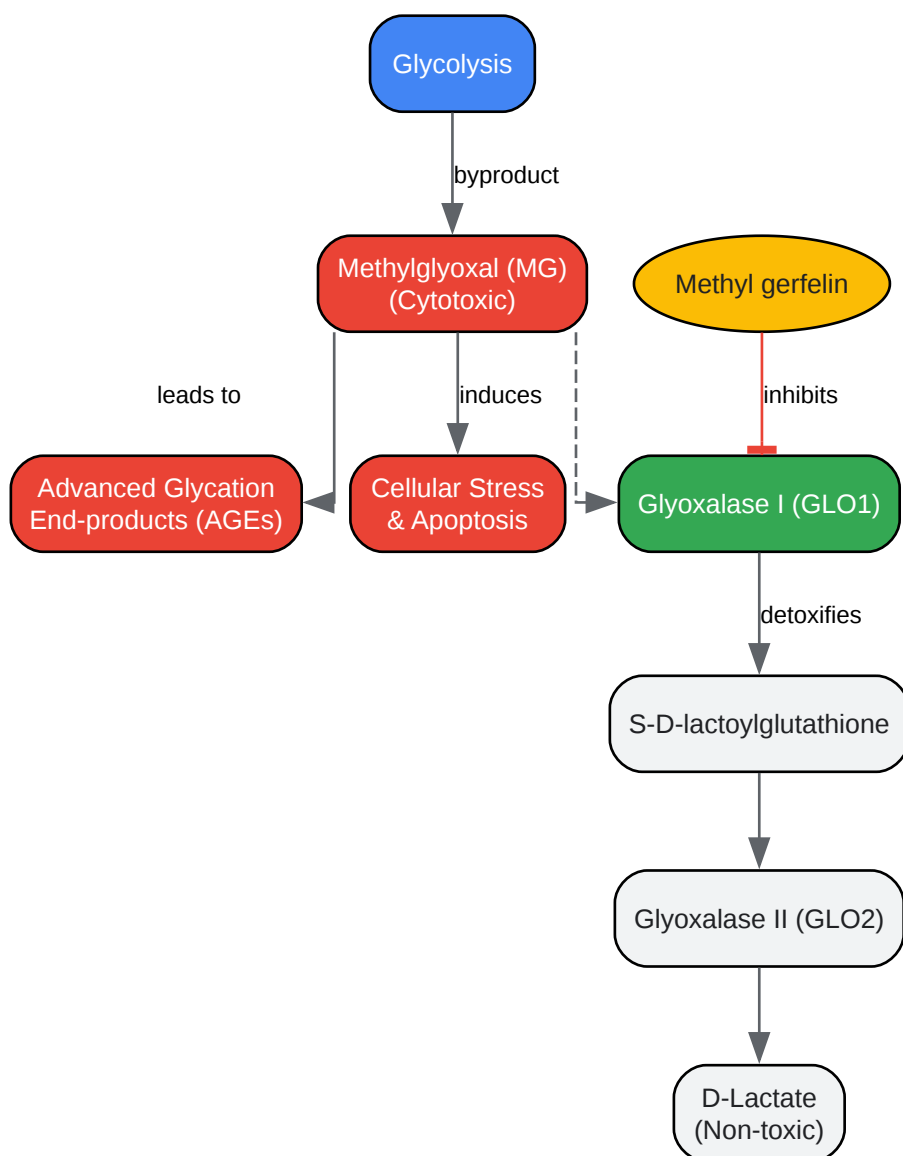 Glycolysis
byproduct
Methylglyoxal (MG)
(Cytotoxic)
Methyl gerfelin
leads to
induces
inhibits
Advanced Glycation
End-products (AGEs)
Cellular Stress
& Apoptosis
Glyoxalase I (GLO1)
detoxifies
S-D-lactoylglutathione
Glyoxalase II (GLO2)
D-Lactate
(Non-toxic)